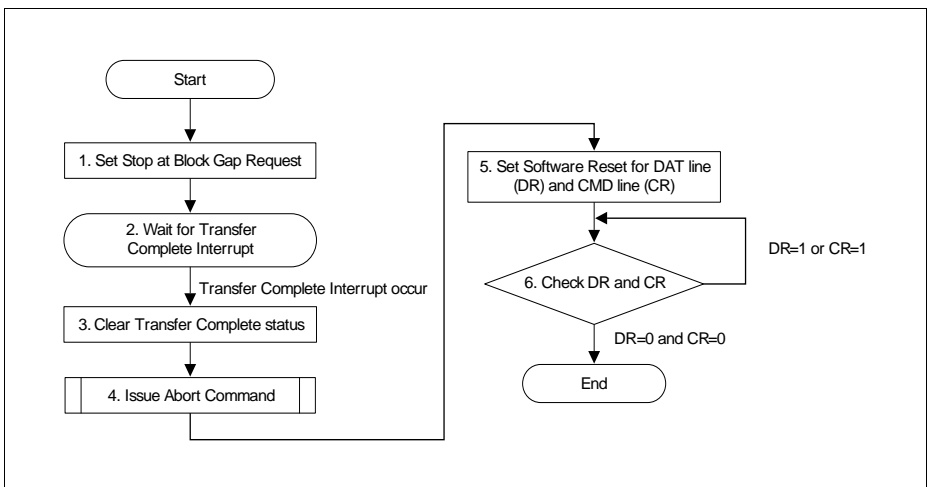 Start
1. Set Stop at Block Gap Request
2. Wait for Transfer
Complete Interrupt
Transfer Complete Interrupt occur
3. Clear Transfer Complete status
4. Issue Abort Command
5. Set Software Reset for DAT line
(DR) and CMD line (CR)
DR=1 or CR=1
6. Check DR and CR
DR=0 and CR=0
End